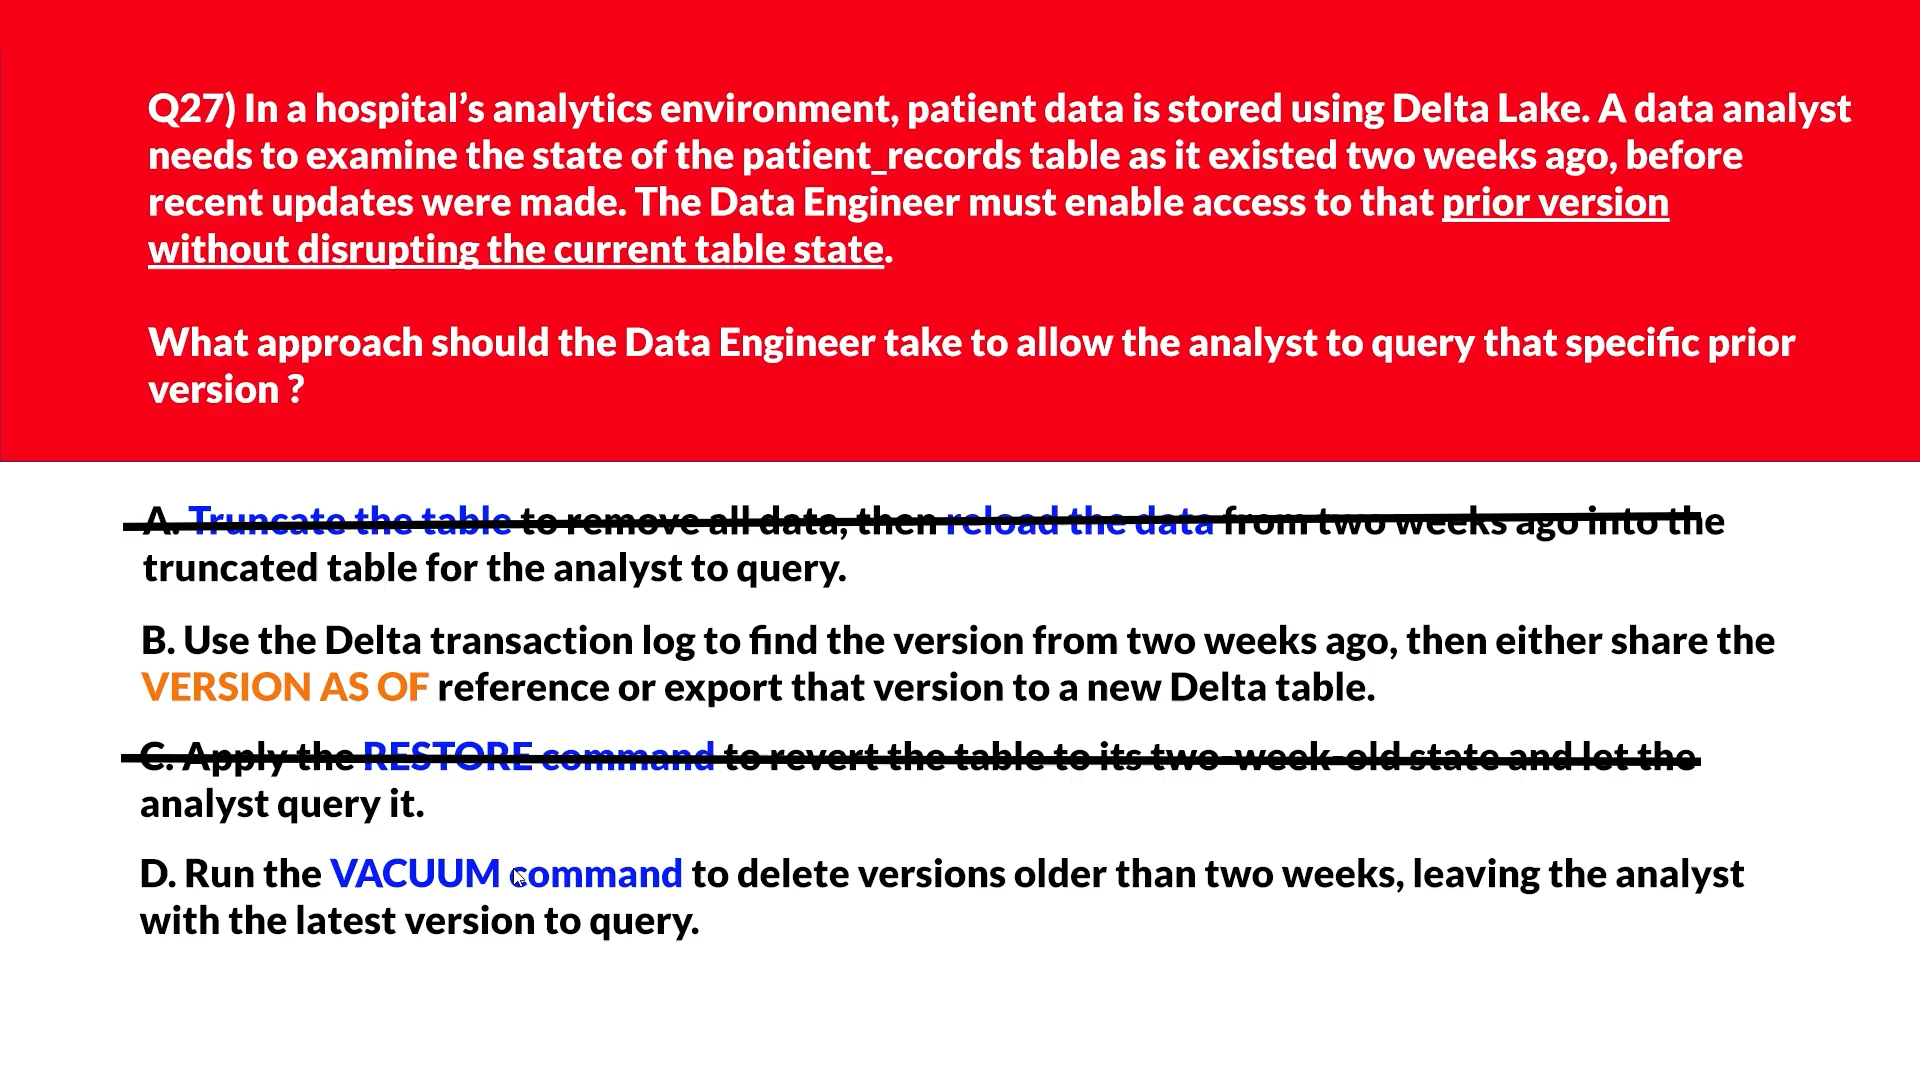 Q27) In a hospital’s analytics environment, patient data is stored using Delta Lake. A data analyst
needs to examine the state of the patient_records table as it existed two weeks ago, before
recent updates were made. The Data Engineer must enable access to that prior version
without disrupting the current table state.
What approach should the Data Engineer take to allow the analyst to query that specific prior
version ?
A. Truncate the table to remove all data, then reload the data from two weeks ago into the
truncated table for the analyst to query.
B. Use the Delta transaction log to find the version from two weeks ago, then either share the
VERSION AS OF reference or export that version to a new Delta table.
C. Apply the RESTORE command to revert the table to its two-week-old state and let the
analyst query it.
D. Run the VACUUM command to delete versions older than two weeks, leaving the analyst
with the latest version to query.